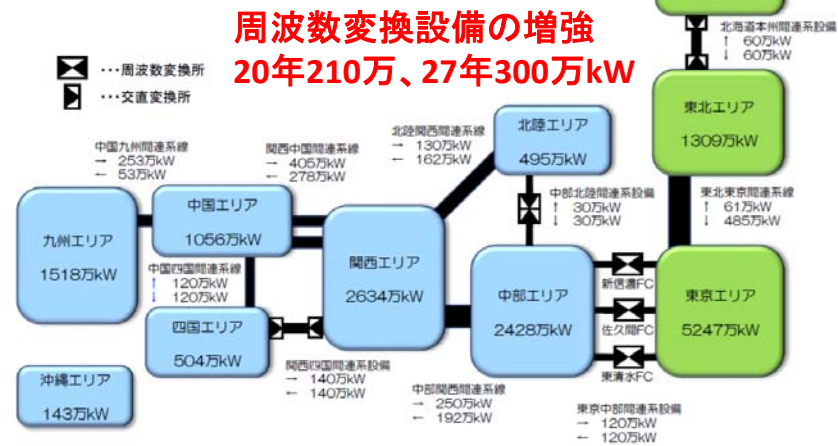 周波数変換設備の増強
20年210万、27年300万kW
…周波数変換所
…交直変換所
北海道本州間連系設備
↑ 60万kW
↓ 60万kW
東北エリア
1309万kW
北陸関西間連系線
→ 130万kW
← 162万kW
北陸エリア
495万kW
中国九州間連系線
→ 253万kW
← 53万kW
関西中国間連系線
→ 405万kW
← 278万kW
中部北陸間連系設備
↑ 30万kW
↓ 30万kW
東北東京間連系線
↑ 61万kW
↓ 485万kW
九州エリア
1518万kW
中国エリア
1056万kW
中国四国間連系線
↑ 120万kW
↓ 120万kW
関西エリア
2634万kW
中部エリア
2428万kW
新信濃FC
佐久間FC
東清水FC
東京エリア
5247万kW
四国エリア
504万kW
関西四国間連系設備
→ 140万kW
← 140万kW
沖縄エリア
143万kW
中部関西間連系線
→ 250万kW
← 192万kW
東京中部間連系設備
→ 120万kW
← 120万kW